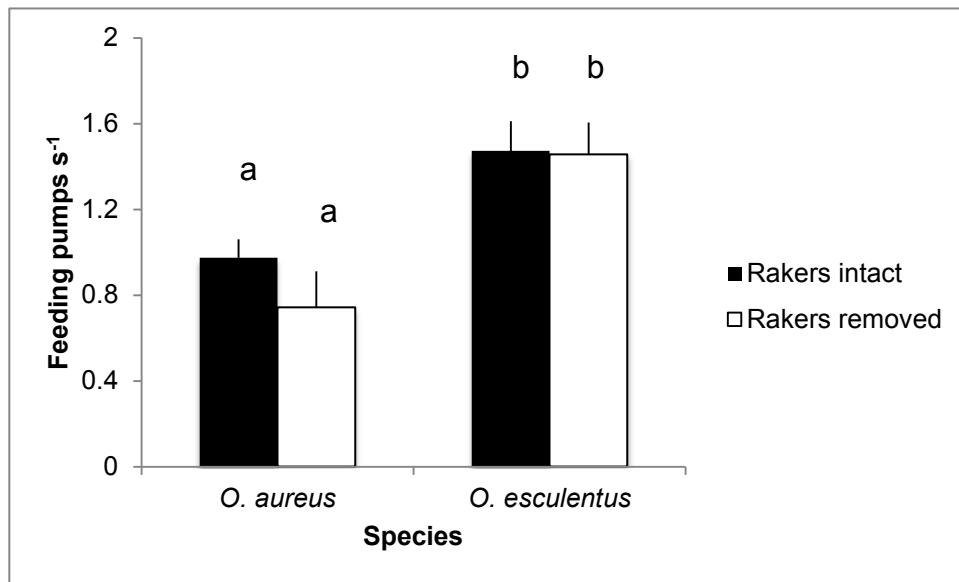 2
b b
1.6
a
1.2
a
0.8
0.4
0
Feeding pumps s⁻¹
Rakers intact
Rakers removed
O. aureus O. esculentus
Species